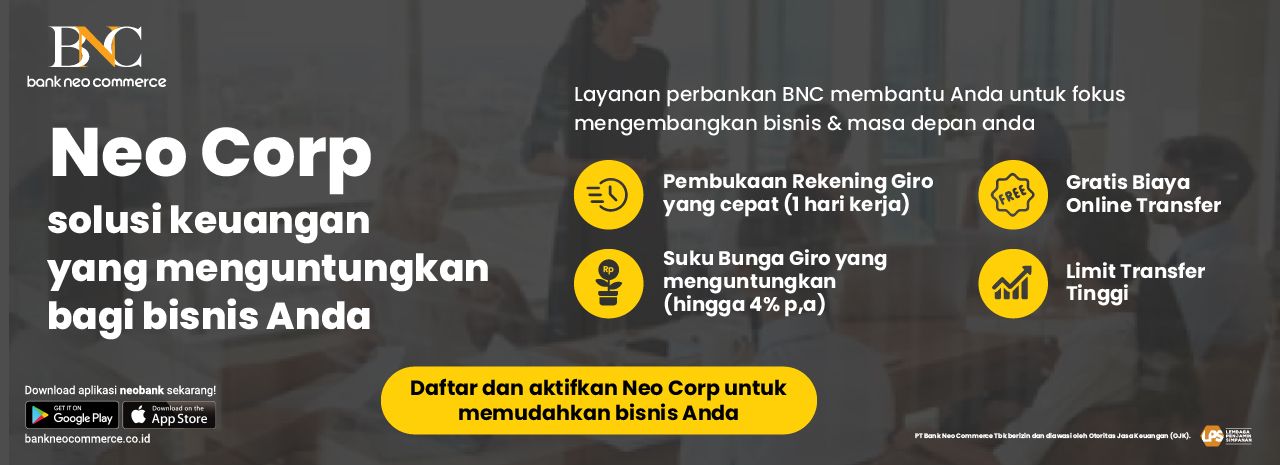 BNC
bank neo commerce
Neo Corp
solusi keuangan
yang menguntungkan
bagi bisnis Anda
Download aplikasi neobank sekarang!
GET IT ON
Google Play
Download on the
App Store
bankneocommerce.co.id
Layanan perbankan BNC membantu Anda untuk fokus
mengembangkan bisnis & masa depan anda
Pembukaan Rekening Giro
yang cepat (1 hari kerja)
FREE
Gratis Biaya
Online Transfer
Rp
Suku Bunga Giro yang
menguntungkan
(hingga 4% p,a)
Limit Transfer
Tinggi
Daftar dan aktifkan Neo Corp untuk
memudahkan bisnis Anda
PT Bank Neo Commerce Tbk berizin dan diawasi oleh Otoritas Jasa Keuangan (OJK).
LPS
LEMBAGA
PENJAMIN
SIMPANAN